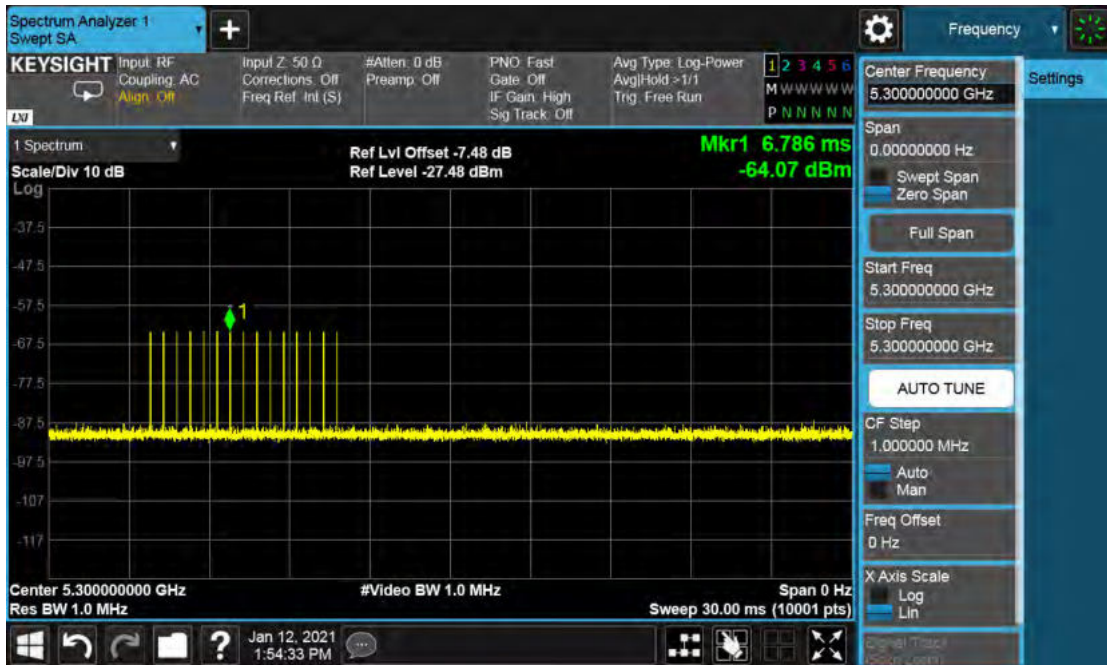 Spectrum Analyzer 1
Swept SA
+
Frequency
KEYSIGHT
Input: RF
Coupling: AC
Align: Off
Input Z: 50 Ω
Corrections: Off
Freq Ref: Int (S)
#Atten: 0 dB
Preamp: Off
PNO: Fast
Gate: Off
IF Gain: High
Sig Track: Off
Avg Type: Log-Power
Avg|Hold >1/1
Trig: Free Run
1 2 3 4 5 6
M W W W W W W
P N N N N N
LXI
1 Spectrum
Scale/Div 10 dB
Log
Ref Lvl Offset -7.48 dB
Ref Level -27.48 dBm
Mkr1 6.786 ms
-64.07 dBm
-37.5
-47.5
-57.5
-67.5
-77.5
-87.5
-97.5
-107
-117
1
Center 5.300000000 GHz
Res BW 1.0 MHz
#Video BW 1.0 MHz
Span 0 Hz
Sweep 30.00 ms (10001 pts)
?
Jan 12, 2021
1:54:33 PM
Center Frequency
5.300000000 GHz
Settings
Span
0.00000000 Hz
Swept Span
Zero Span
Full Span
Start Freq
5.300000000 GHz
Stop Freq
5.300000000 GHz
AUTO TUNE
CF Step
1.000000 MHz
Auto
Man
Freq Offset
0 Hz
X Axis Scale
Log
Lin
Signal Track